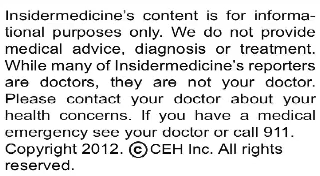 Insidermedicine's content is for informa-
tional purposes only. We do not provide
medical advice, diagnosis or treatment.
While many of Insidermedicine's reporters
are doctors, they are not your doctor.
Please contact your doctor about your
health concerns. If you have a medical
emergency see your doctor or call 911.
Copyright 2012. ©CEH Inc. All rights
reserved.